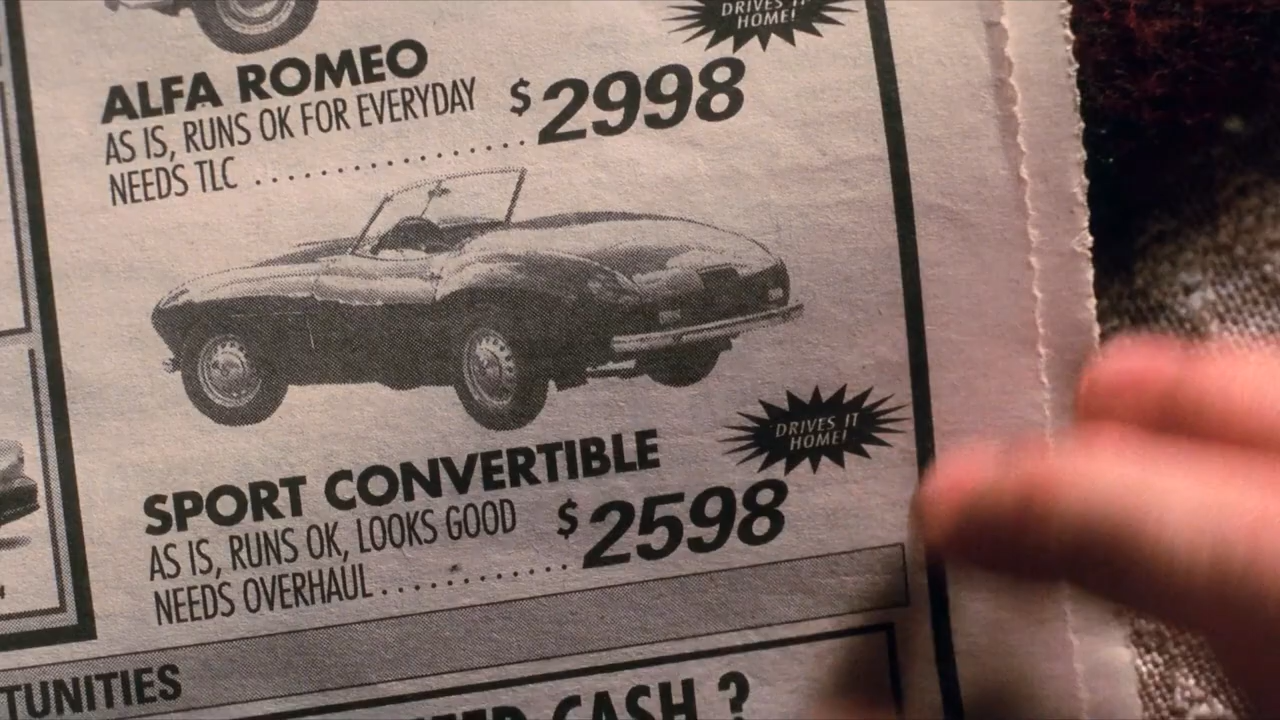 DRIVES IT
HOME!
ALFA ROMEO
AS IS, RUNS OK FOR EVERYDAY
NEEDS TLC ................
$2998
DRIVES IT
HOME!
SPORT CONVERTIBLE
AS IS, RUNS OK, LOOKS GOOD
NEEDS OVERHAUL............
$2598
TUNITIES
CASH ?